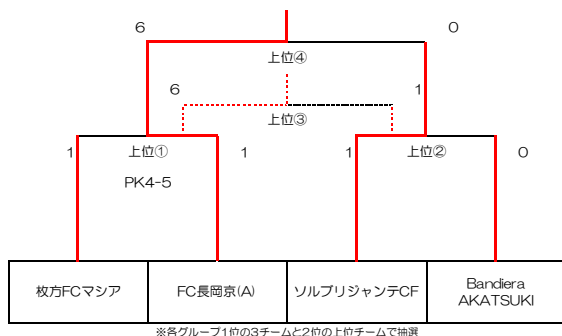 6 0
上位④
6 1
上位③
1 上位① 1 1 上位② 0
PK4-5
枚方FCマシア FC長岡京(A) ソルブリジャンテCF Bandiera
AKATSUKI
※各グループ1位の3チームと2位の上位チームで抽選